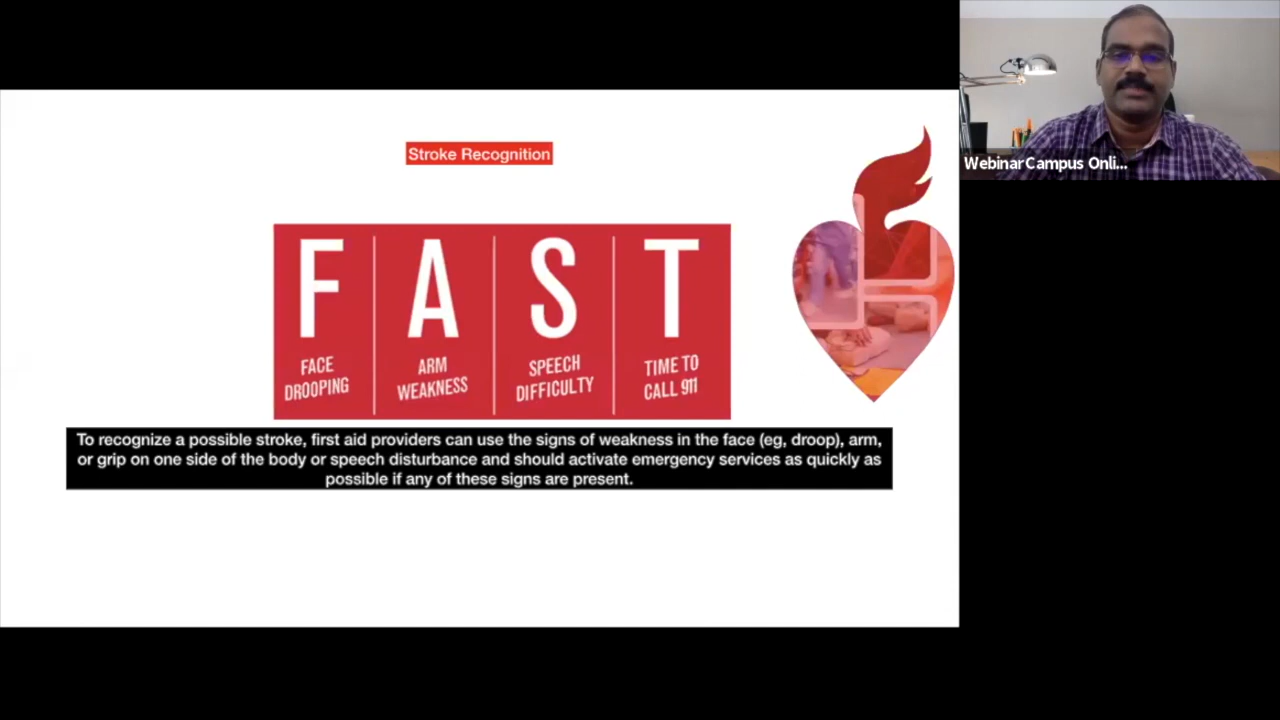 Stroke Recognition
F A S T
FACE DROOPING
ARM WEAKNESS
SPEECH DIFFICULTY
TIME TO CALL 911
To recognize a possible stroke, first aid providers can use the signs of weakness in the face (eg, droop), arm,
or grip on one side of the body or speech disturbance and should activate emergency services as quickly as
possible if any of these signs are present.
WebinarCampus Onli...